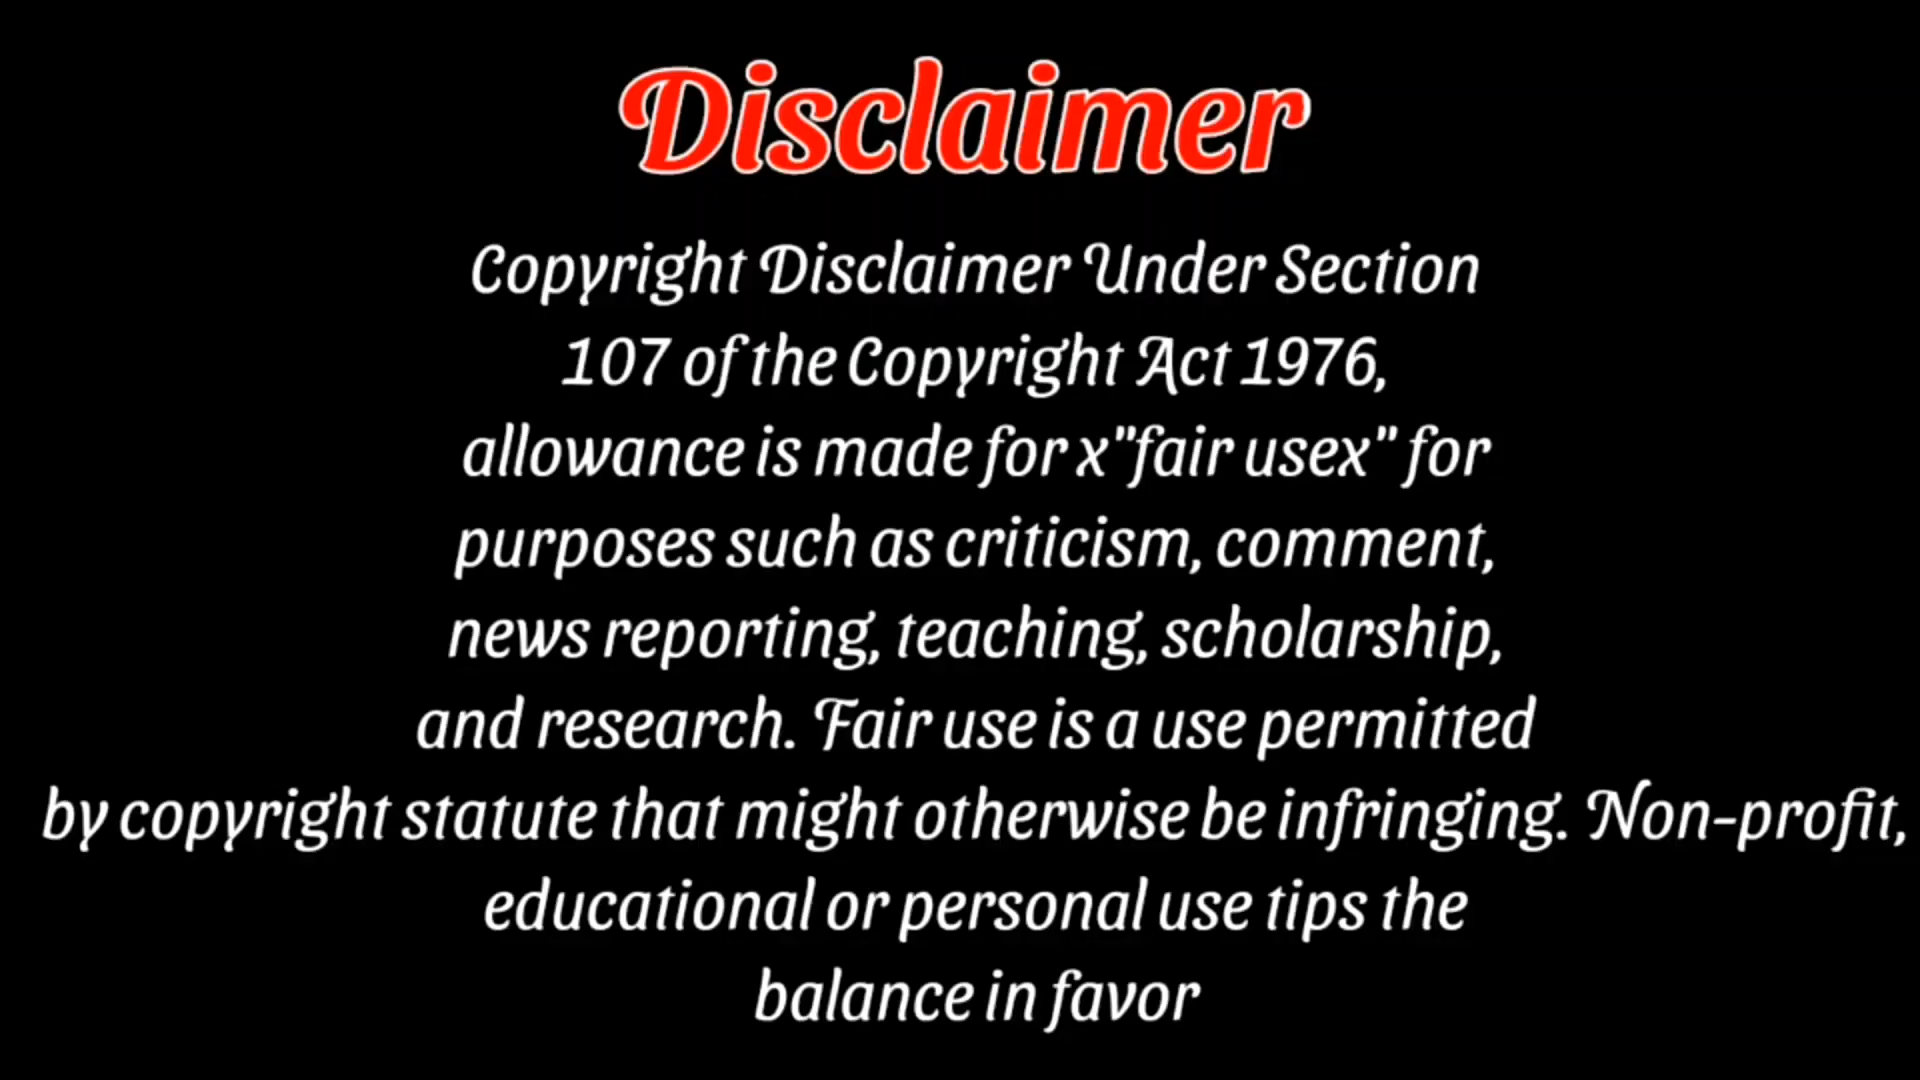 Disclaimer
Copyright Disclaimer Under Section
107 of the Copyright Act 1976,
allowance is made for x"fair usex" for
purposes such as criticism, comment,
news reporting, teaching, scholarship,
and research. Fair use is a use permitted
by copyright statute that might otherwise be infringing. Non-profit,
educational or personal use tips the
balance in favor